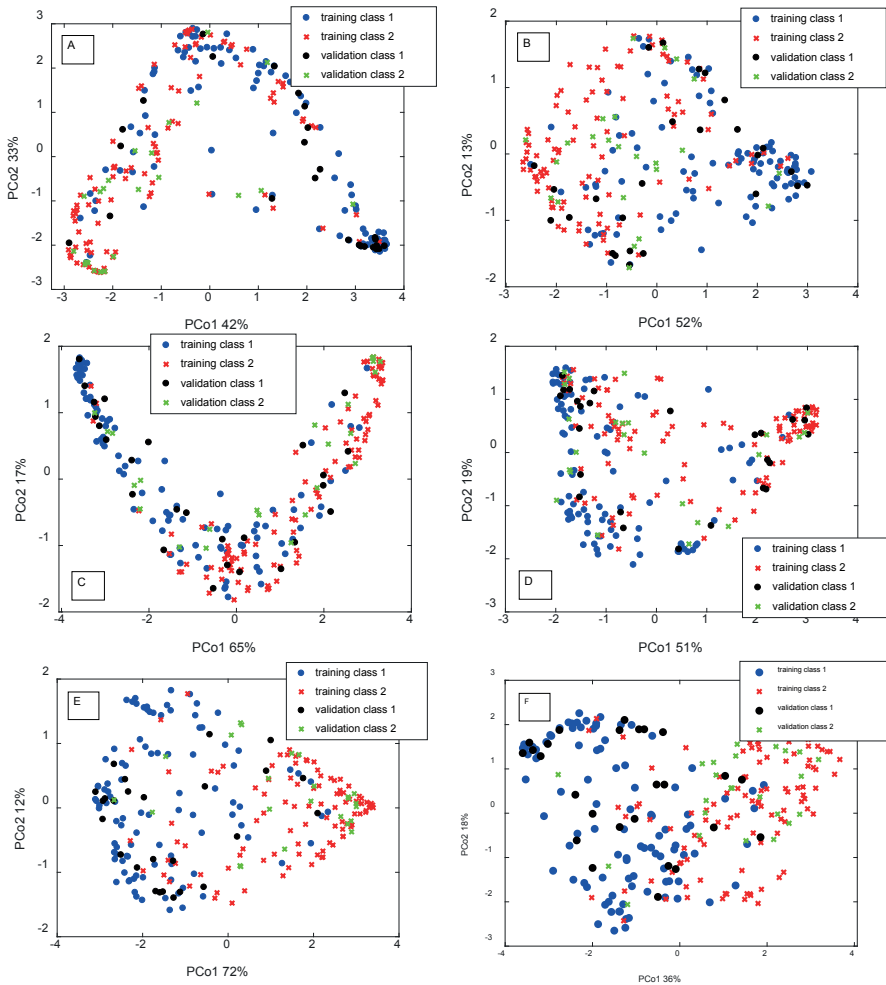 A
training class 1
training class 2
validation class 1
validation class 2
3
2
1
0
-1
-2
3
PCo2 33%
-3
-2
-1
0
1
2
3
4
PCo1 42%
B
training class 1
training class 2
validation class 1
validation class 2
2
1
0
-1
-2
PCo2 13%
-3
-2
-1
0
1
2
3
4
PCo1 52%
C
training class 1
training class 2
validation class 1
validation class 2
2
1
0
-1
-2
PCo2 17%
-4
-2
0
2
4
PCo1 65%
D
training class 1
training class 2
validation class 1
validation class 2
2
1
0
-1
-2
-3
PCo2 19%
-3
-2
-1
0
1
2
3
4
PCo1 51%
E
training class 1
training class 2
validation class 1
validation class 2
2
1
0
-1
-2
PCo2 12%
-4
-2
0
2
4
PCo1 72%
F
training class 1
training class 2
validation class 1
validation class 2
3
2
1
0
-1
-2
-3
PCo2 18%
-4
-2
0
2
4
PCo1 36%